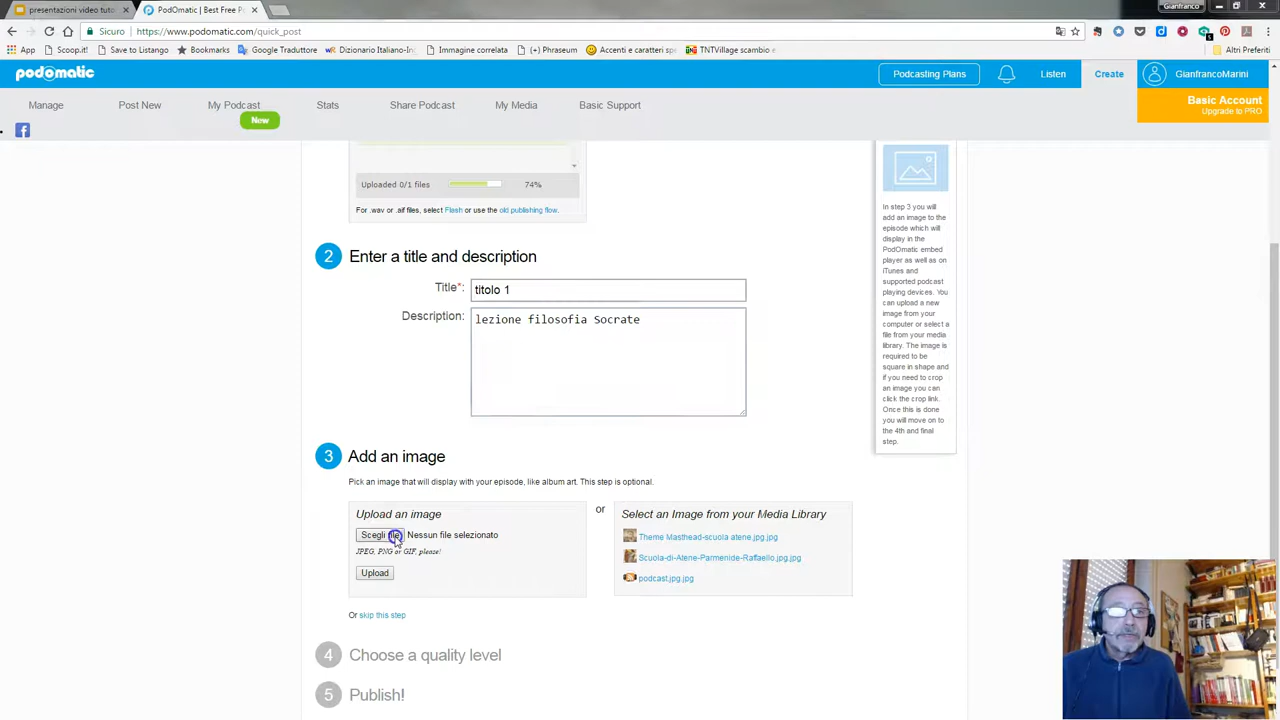 presentazioni video tuto
PodOmatic | Best Free P
Gianfranco
Sicuro
https://www.podomatic.com/quick_post
App
Scoop.it!
Save to Listango
Bookmarks
Google Traduttore
Dizionario Italiano-In
Immagine correlata
(+) Phraseum
Accenti e caratteri spe
TNTVillage scambio e
Altri Preferiti
podomatic
Podcasting Plans
Listen
Create
GianfrancoMarini
Manage
Post New
My Podcast
Stats
Share Podcast
My Media
Basic Support
Basic Account
Upgrade to PRO
New
Uploaded 0/1 files
74%
For .wav or .aif files, select Flash or use the old publishing flow.
2
Enter a title and description
Title*:
titolo 1
Description:
lezione filosofia Socrate
3
Add an image
Pick an image that will display with your episode, like album art. This step is optional.
Upload an image
Scegli file
Nessun file selezionato
JPEG, PNG or GIF, please!
Upload
or
Select an Image from your Media Library
Theme Masthead-scuola atene.jpg.jpg
Scuola-di-Atene-Parmenide-Raffaello.jpg.jpg
podcast.jpg.jpg
Or skip this step
4
Choose a quality level
5
Publish!
In step 3 you will
add an image to the
episode which will
display in the
PodOmatic embed
player as well as on
iTunes and
supported podcast
playing devices. You
can upload a new
image from your
computer or select a
file from your media
library. The image is
required to be
square in shape and
if you need to crop
an image you can
click the crop link.
Once this is done
you will move on to
the 4th and final
step.